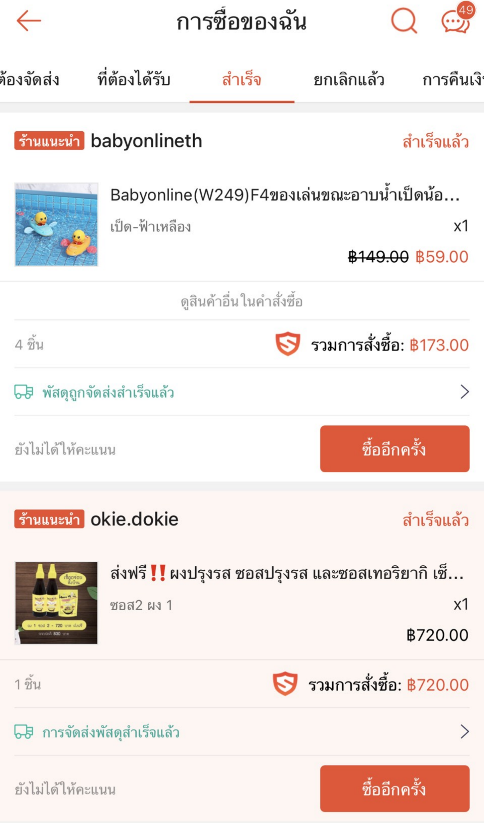 การซื้อของฉัน
49
ต้องจัดส่ง ที่ต้องได้รับ สำเร็จ ยกเลิกแล้ว การคืนเงิ
ร้านแนะนำ babyonlineth สำเร็จแล้ว
Babyonline(W249)F4ของเล่นขณะอาบน้ำเป็ดน้อ...
เป็ด-ฟ้าเหลือง x1
฿149.00 ฿59.00
ดูสินค้าอื่นในคำสั่งซื้อ
4 ชิ้น รวมการสั่งซื้อ: ฿173.00
พัสดุถูกจัดส่งสำเร็จแล้ว
ยังไม่ได้ให้คะแนน ซื้ออีกครั้ง
ร้านแนะนำ okie.dokie สำเร็จแล้ว
ส่งฟรี‼️ผงปรุงรส ซอสปรุงรส และซอสเทอริยากิ เซ็...
ซอส2 ผง 1 x1
฿720.00
1 ชิ้น รวมการสั่งซื้อ: ฿720.00
การจัดส่งพัสดุสำเร็จแล้ว
ยังไม่ได้ให้คะแนน ซื้ออีกครั้ง